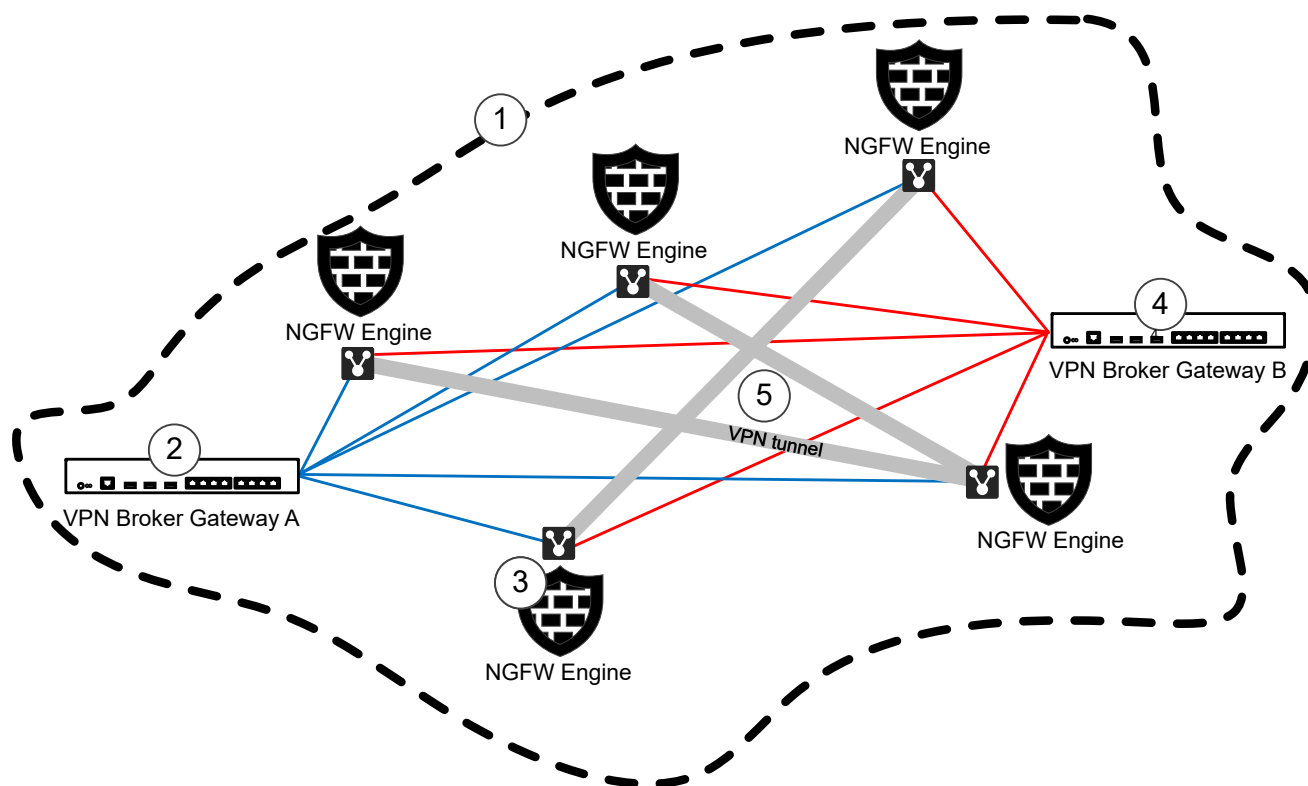 1
NGFW Engine
NGFW Engine
NGFW Engine
4
VPN Broker Gateway B
5
VPN tunnel
2
VPN Broker Gateway A
NGFW Engine
3
NGFW Engine